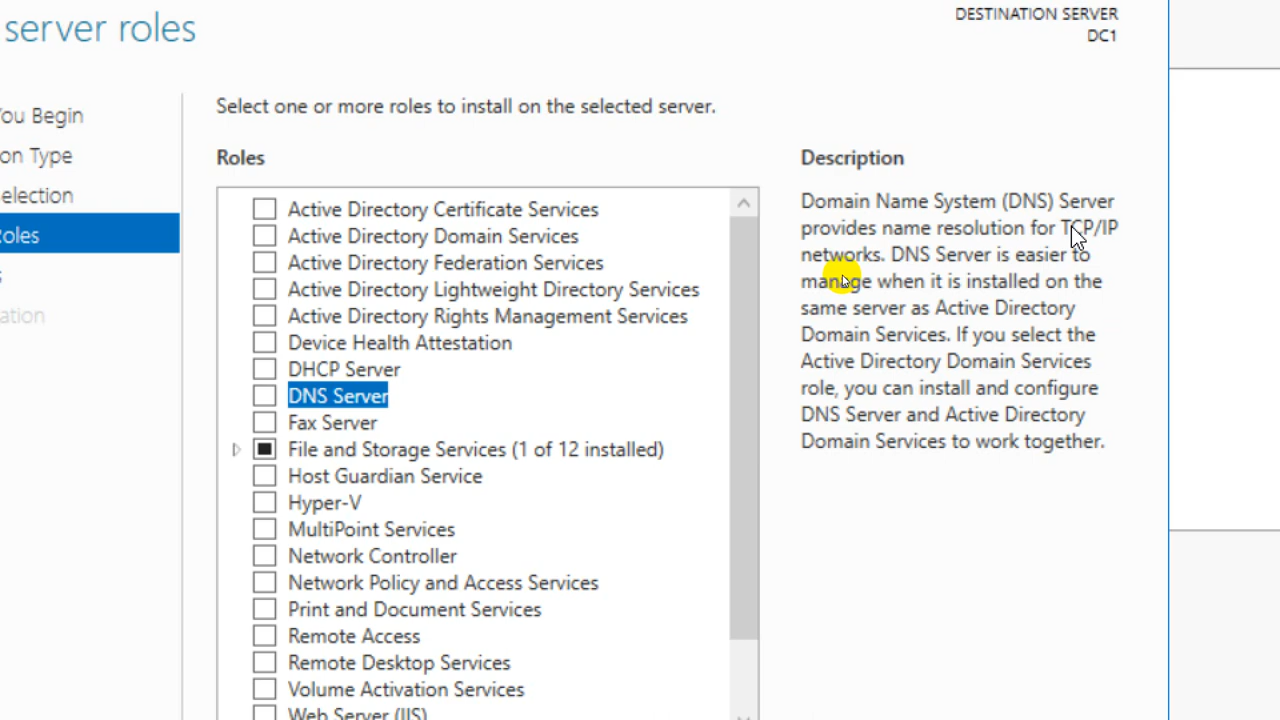 server roles
DESTINATION SERVER
DC1
You Begin
on Type
election
Roles
s
ation
Select one or more roles to install on the selected server.
Roles
Active Directory Certificate Services
Active Directory Domain Services
Active Directory Federation Services
Active Directory Lightweight Directory Services
Active Directory Rights Management Services
Device Health Attestation
DHCP Server
DNS Server
Fax Server
File and Storage Services (1 of 12 installed)
Host Guardian Service
Hyper-V
MultiPoint Services
Network Controller
Network Policy and Access Services
Print and Document Services
Remote Access
Remote Desktop Services
Volume Activation Services
Web Server (IIS)
Description
Domain Name System (DNS) Server
provides name resolution for TCP/IP
networks. DNS Server is easier to
manage when it is installed on the
same server as Active Directory
Domain Services. If you select the
Active Directory Domain Services
role, you can install and configure
DNS Server and Active Directory
Domain Services to work together.